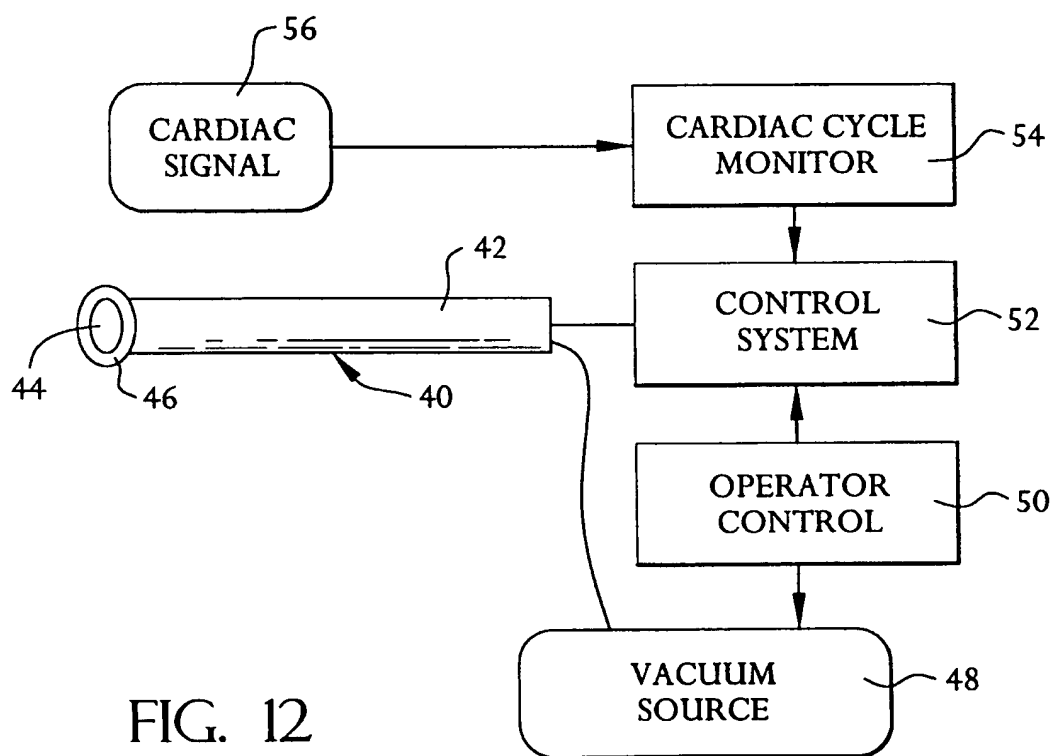 56
CARDIAC
SIGNAL
CARDIAC CYCLE
MONITOR
54
42
CONTROL
SYSTEM
52
44
46
40
OPERATOR
CONTROL
50
VACUUM
SOURCE
48
FIG. 12